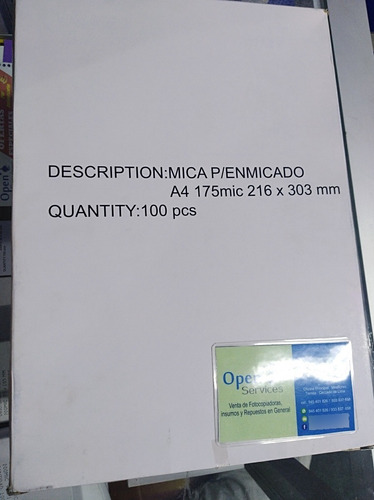 DESCRIPTION:MICA P/ENMICADO
A4 175mic 216 x 303 mm
QUANTITY:100 pcs
Open
Services
Venta de Fotocopiadoras,
insumos y Repuestos en General
Open